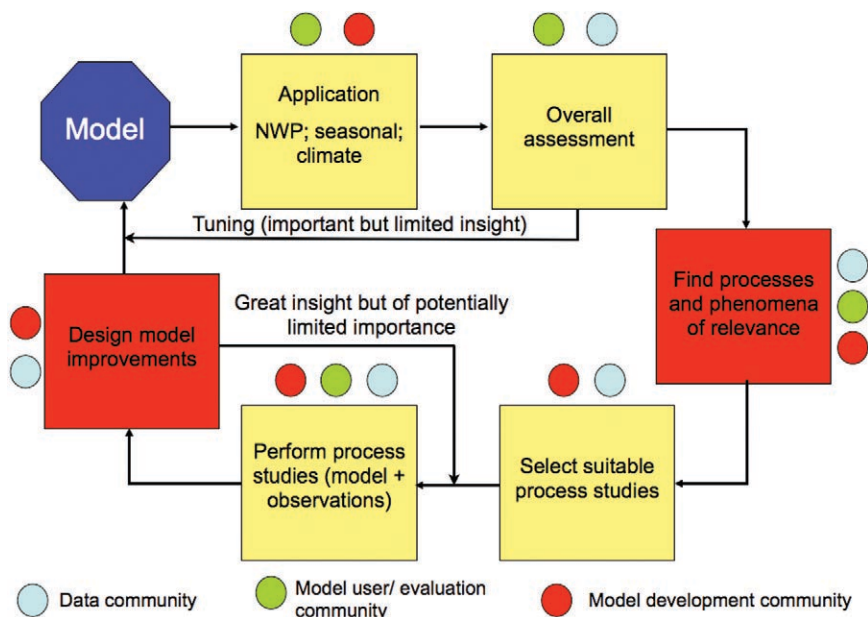 Model
Application
NWP; seasonal;
climate
Overall
assessment
Tuning (important but limited insight)
Find processes
and phenomena
of relevance
Design model
improvements
Great insight but of potentially
limited importance
Perform process
studies (model +
observations)
Select suitable
process studies
Data community
Model user/ evaluation
community
Model development community